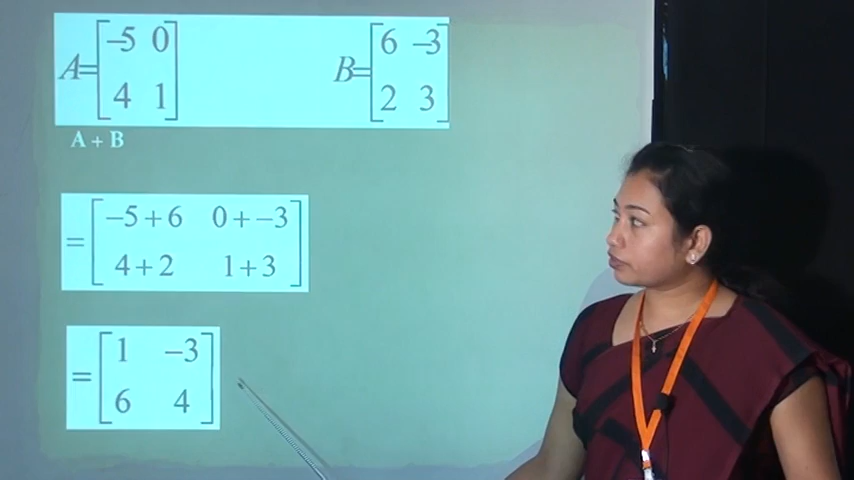 A= [ -5 0 B= [ 6 -3
4 1 ] 2 3 ]
A + B
= [ -5+6 0+-3
4+2 1+3 ]
= [ 1 -3
6 4 ]